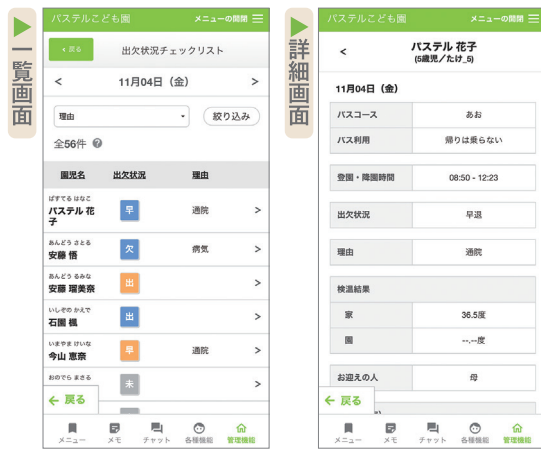 ▶一覧画面
パステルこども園 メニューの開閉
< 戻る 出欠状況チェックリスト
< 11月04日（金） >
理由 絞り込み
全56件 ?
園児名 出欠状況 理由
ぱすてる はなこ
パステル 花子 早 通院 >
あんどう さとる
安藤 悟 欠 病気 >
あんどう るみな
安藤 瑠美奈 出 >
いしぞの かえで
石園 楓 出 >
いまやま けいな
今山 恵奈 早 通院 >
おのでら まさる
未 >
← 戻る
メニュー メモ チャット 各種機能 管理機能
▶詳細画面
パステルこども園 メニューの開閉
< パステル 花子
(5歳児／たけ_5)
11月04日（金）
バスコース あお
バス利用 帰りは乗らない
登園・降園時間 08:50 - 12:23
出欠状況 早退
理由 通院
検温結果
家 36.5度
園 --.--度
お迎えの人 母
← 戻る
メニュー メモ チャット 各種機能 管理機能